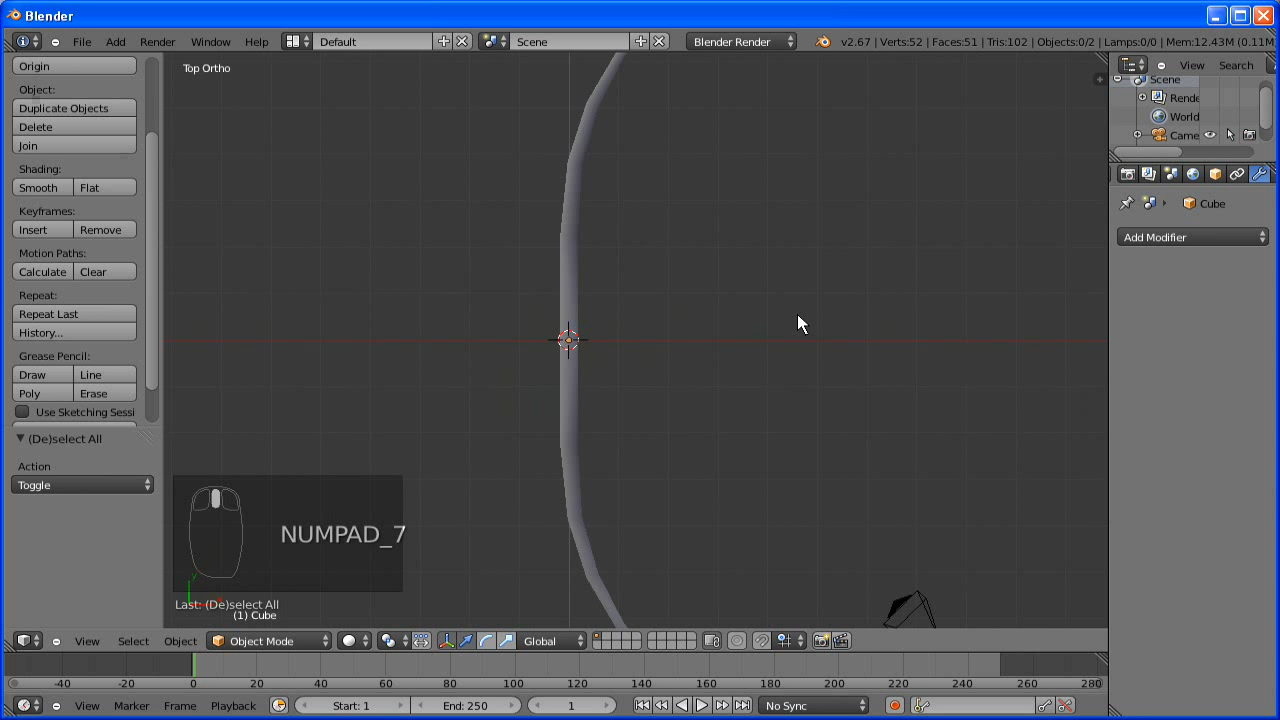 Blender
File Add Render Window Help Default Scene Blender Render v2.67 | Verts:52 | Faces:51 | Tris:102 | Objects:0/2 | Lamps:0/0 | Mem:12.43M (0.11M
Origin
Object:
Duplicate Objects
Delete
Join
Shading:
Smooth Flat
Keyframes:
Insert Remove
Motion Paths:
Calculate Clear
Repeat:
Repeat Last
History...
Grease Pencil:
Draw Line
Poly Erase
Use Sketching Sessi
(De)select All
Action
Toggle
Top Ortho
NUMPAD_7
y
Last: (De)select All
(1) Cube
View Search
Scene
Rende
World
Came
Cube
Add Modifier
View Select Object Object Mode Global
-40 -20 0 20 40 60 80 100 120 140 160 180 200 220 240 260 280
View Marker Frame Playback Start: 1 End: 250 1 No Sync